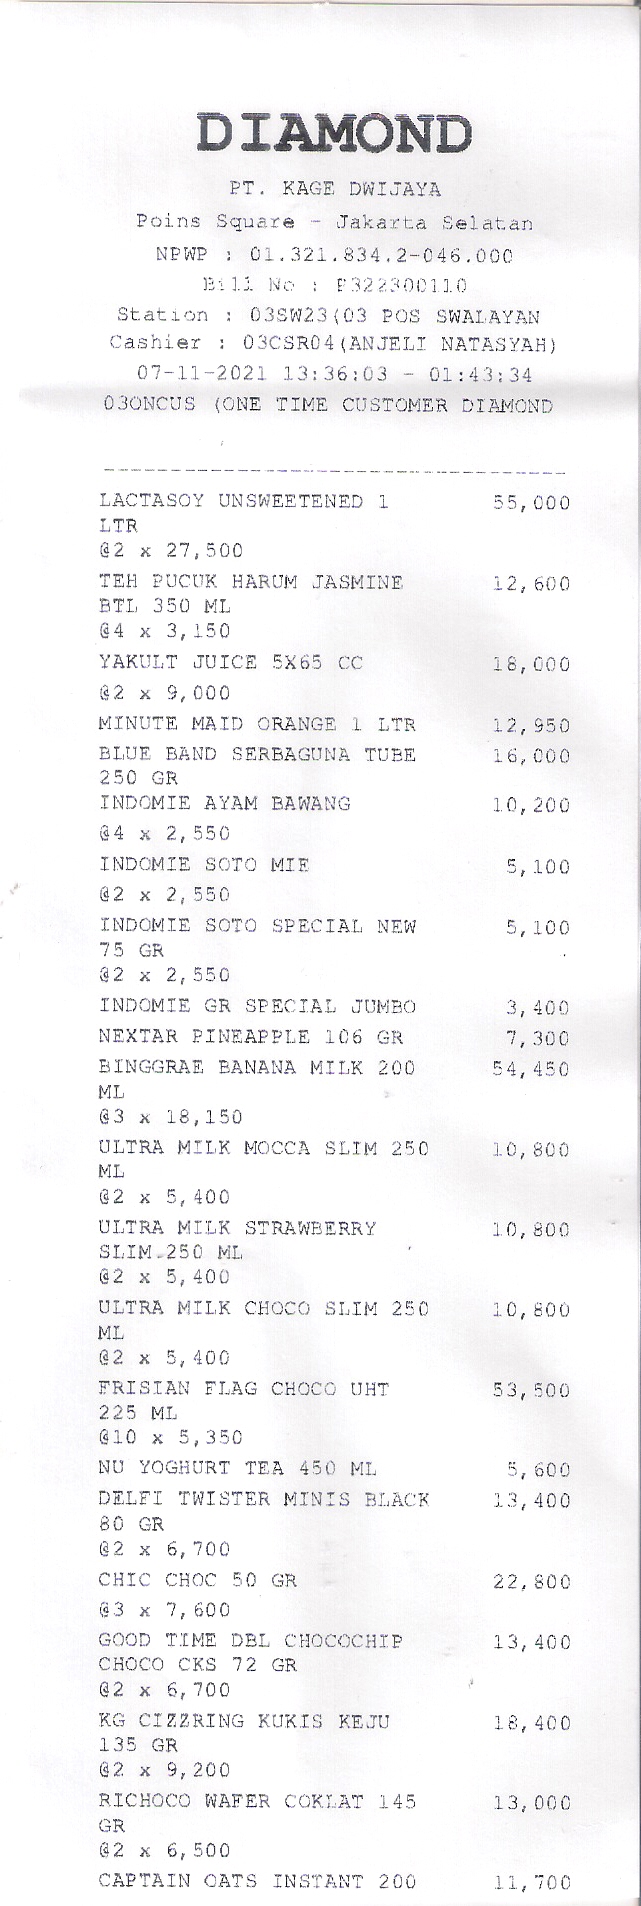 DIAMOND
PT. KAGE DWIJAYA
Poins Square - Jakarta Selatan
NPWP : 01.321.834.2-046.000
Bill No : P322300110
Station : 03SW23(03 POS SWALAYAN
Cashier : 03CSR04(ANJELI NATASYAH)
07-11-2021 13:36:03 - 01:43:34
03ONCUS (ONE TIME CUSTOMER DIAMOND
-----------------------------------
LACTASOY UNSWEETENED 1 55,000
LTR
@2 x 27,500
TEH PUCUK HARUM JASMINE 12,600
BTL 350 ML
@4 x 3,150
YAKULT JUICE 5X65 CC 18,000
@2 x 9,000
MINUTE MAID ORANGE 1 LTR 12,950
BLUE BAND SERBAGUNA TUBE 16,000
250 GR
INDOMIE AYAM BAWANG 10,200
@4 x 2,550
INDOMIE SOTO MIE 5,100
@2 x 2,550
INDOMIE SOTO SPECIAL NEW 5,100
75 GR
@2 x 2,550
INDOMIE GR SPECIAL JUMBO 3,400
NEXTAR PINEAPPLE 106 GR 7,300
BINGGRAE BANANA MILK 200 54,450
ML
@3 x 18,150
ULTRA MILK MOCCA SLIM 250 10,800
ML
@2 x 5,400
ULTRA MILK STRAWBERRY 10,800
SLIM 250 ML
@2 x 5,400
ULTRA MILK CHOCO SLIM 250 10,800
ML
@2 x 5,400
FRISIAN FLAG CHOCO UHT 53,500
225 ML
@10 x 5,350
NU YOGHURT TEA 450 ML 5,600
DELFI TWISTER MINIS BLACK 13,400
80 GR
@2 x 6,700
CHIC CHOC 50 GR 22,800
@3 x 7,600
GOOD TIME DBL CHOCOCHIP 13,400
CHOCO CKS 72 GR
@2 x 6,700
KG CIZZRING KUKIS KEJU 18,400
135 GR
@2 x 9,200
RICHOCO WAFER COKLAT 145 13,000
GR
@2 x 6,500
CAPTAIN OATS INSTANT 200 11,700